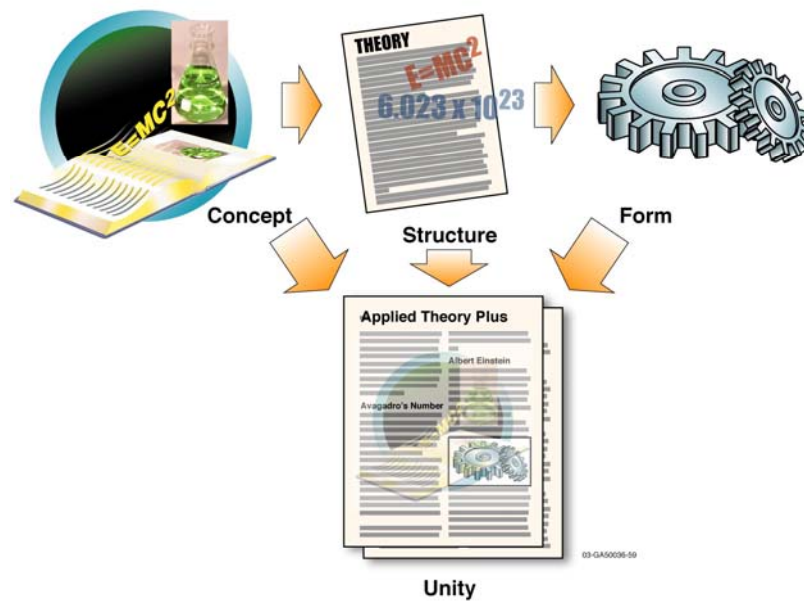 E=MC2
THEORY
E=MC2
6.023 x 10 23
Concept
Structure
Form
Applied Theory Plus
Albert Einstein
Avagadro's Number
03-GA50036-59
Unity